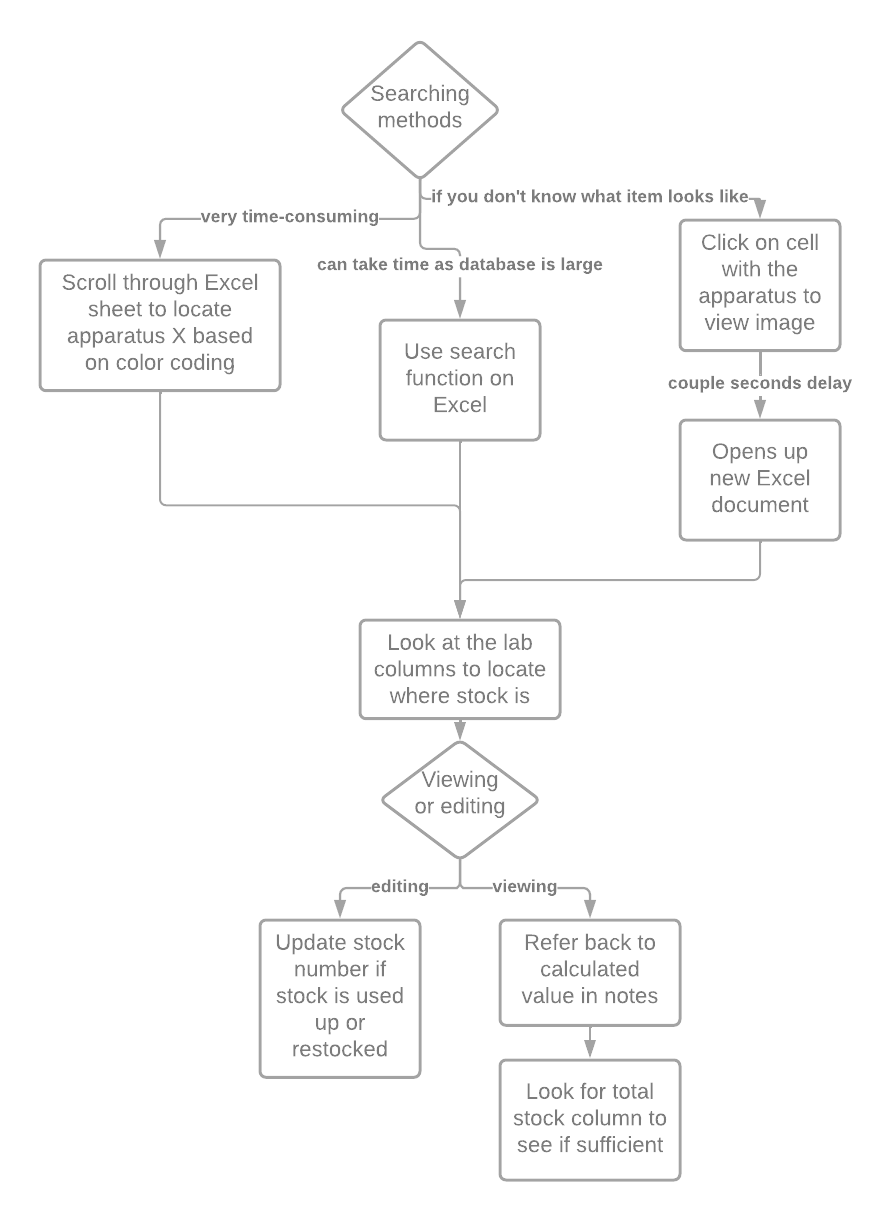 Searching
methods
if you don't know what item looks like
very time-consuming
can take time as database is large
Click on cell
with the
apparatus to
view image
Scroll through Excel
sheet to locate
apparatus X based
on color coding
Use search
function on
Excel
couple seconds delay
Opens up
new Excel
document
Look at the lab
columns to locate
where stock is
Viewing
or editing
editing
viewing
Update stock
number if
stock is used
up or
restocked
Refer back to
calculated
value in notes
Look for total
stock column to
see if sufficient